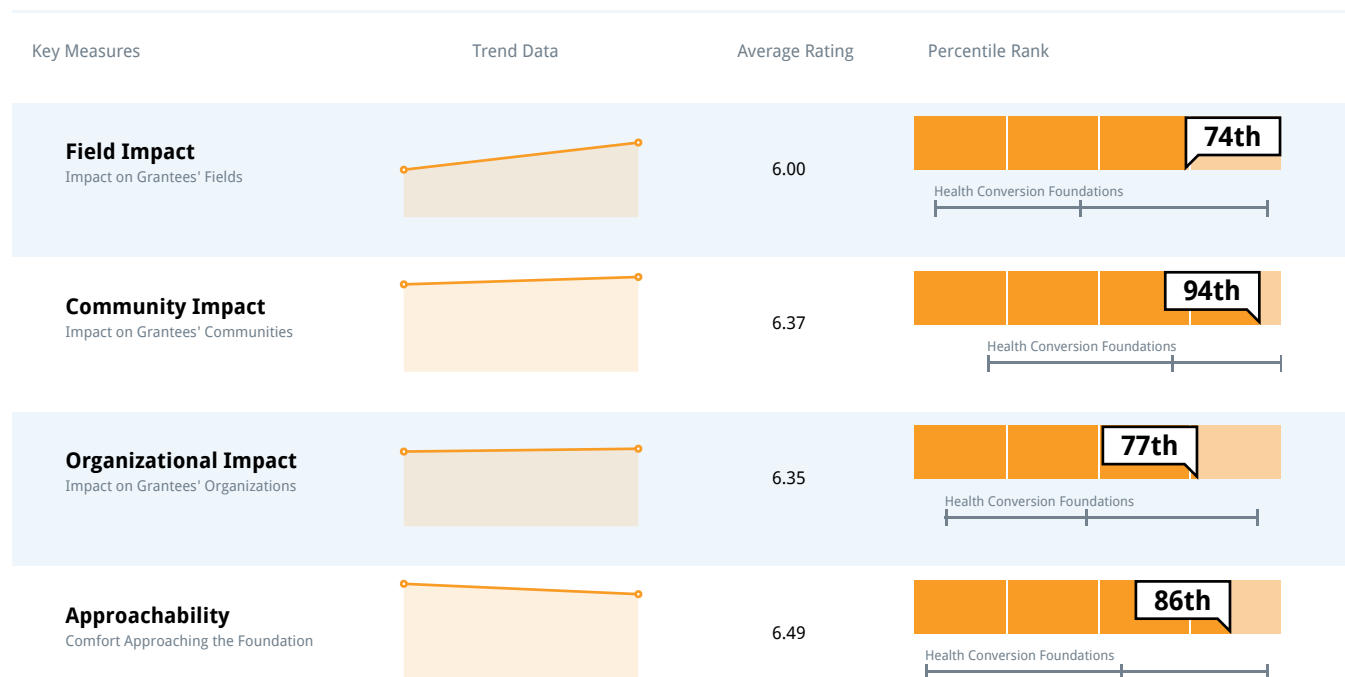 Key Measures
Trend Data
Average Rating
Percentile Rank
Field Impact
Impact on Grantees' Fields
6.00
74th
Health Conversion Foundations
Community Impact
Impact on Grantees' Communities
6.37
94th
Health Conversion Foundations
Organizational Impact
Impact on Grantees' Organizations
6.35
77th
Health Conversion Foundations
Approachability
Comfort Approaching the Foundation
6.49
86th
Health Conversion Foundations